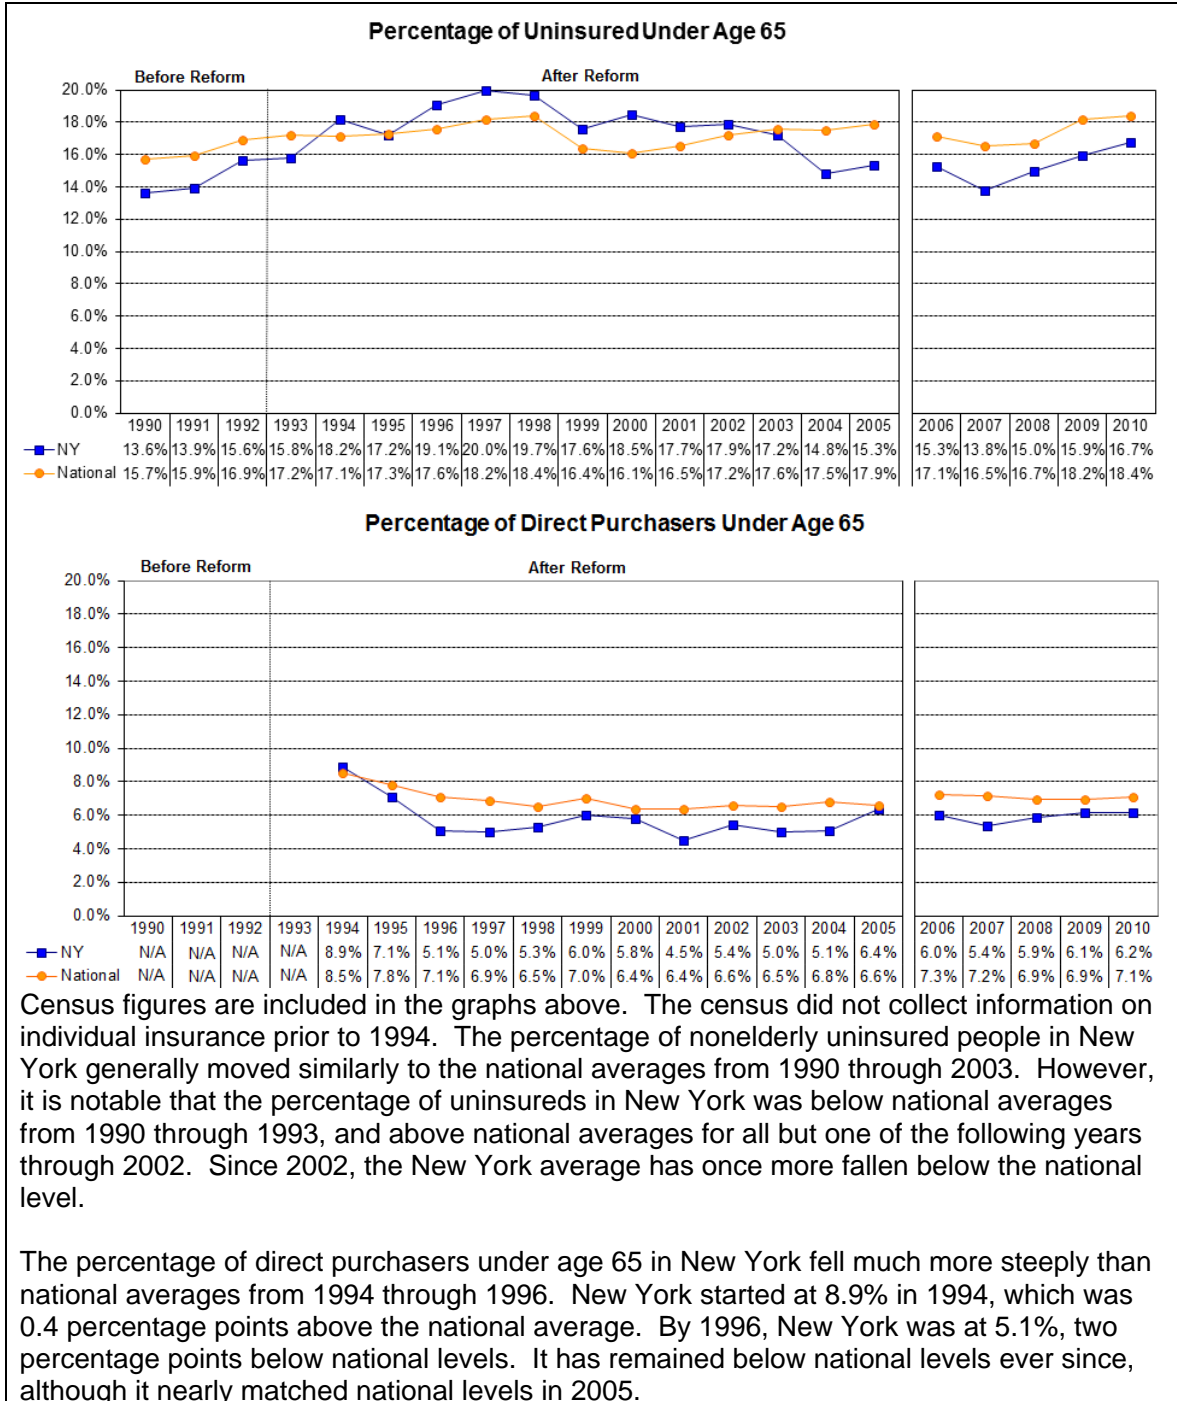 Percentage of Uninsured Under Age 65
Before Reform After Reform
20.0%
18.0%
16.0%
14.0%
12.0%
10.0%
8.0%
6.0%
4.0%
2.0%
0.0%
1990 1991 1992 1993 1994 1995 1996 1997 1998 1999 2000 2001 2002 2003 2004 2005 2006 2007 2008 2009 2010
NY 13.6% 13.9% 15.6% 15.8% 18.2% 17.2% 19.1% 20.0% 19.7% 17.6% 18.5% 17.7% 17.9% 17.2% 14.8% 15.3% 15.3% 13.8% 15.0% 15.9% 16.7%
National 15.7% 15.9% 16.9% 17.2% 17.1% 17.3% 17.6% 18.2% 18.4% 16.4% 16.1% 16.5% 17.2% 17.6% 17.5% 17.9% 17.1% 16.5% 16.7% 18.2% 18.4%
Percentage of Direct Purchasers Under Age 65
Before Reform After Reform
20.0%
18.0%
16.0%
14.0%
12.0%
10.0%
8.0%
6.0%
4.0%
2.0%
0.0%
1990 1991 1992 1993 1994 1995 1996 1997 1998 1999 2000 2001 2002 2003 2004 2005 2006 2007 2008 2009 2010
NY N/A N/A N/A N/A 8.9% 7.1% 5.1% 5.0% 5.3% 6.0% 5.8% 4.5% 5.4% 5.0% 5.1% 6.4% 6.0% 5.4% 5.9% 6.1% 6.2%
National N/A N/A N/A N/A 8.5% 7.8% 7.1% 6.9% 6.5% 7.0% 6.4% 6.4% 6.6% 6.5% 6.8% 6.6% 7.3% 7.2% 6.9% 6.9% 7.1%
Census figures are included in the graphs above. The census did not collect information on
individual insurance prior to 1994. The percentage of nonelderly uninsured people in New
York generally moved similarly to the national averages from 1990 through 2003. However,
it is notable that the percentage of uninsureds in New York was below national averages
from 1990 through 1993, and above national averages for all but one of the following years
through 2002. Since 2002, the New York average has once more fallen below the national
level.
The percentage of direct purchasers under age 65 in New York fell much more steeply than
national averages from 1994 through 1996. New York started at 8.9% in 1994, which was
0.4 percentage points above the national average. By 1996, New York was at 5.1%, two
percentage points below national levels. It has remained below national levels ever since,
although it nearly matched national levels in 2005.